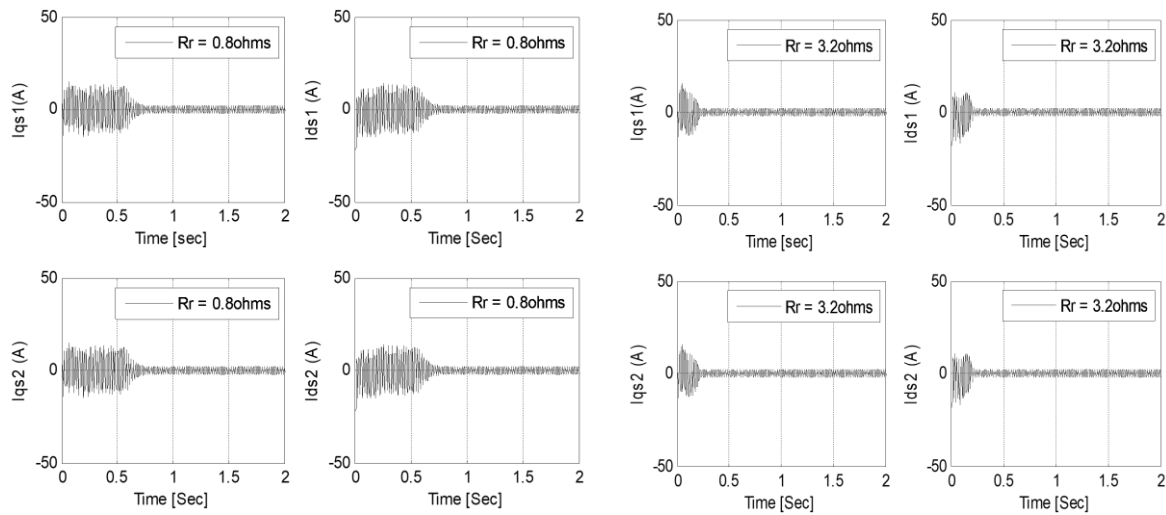 50
Rr = 0.8ohms
Iqs1 (A)
0
-50
0 0.5 1 1.5 2
Time [sec]
50
Rr = 0.8ohms
Ids1 (A)
0
-50
0 0.5 1 1.5 2
Time [Sec]
50
Rr = 3.2ohms
Iqs1 (A)
0
-50
0 0.5 1 1.5 2
Time [sec]
50
Rr = 3.2ohms
Ids1 (A)
0
-50
0 0.5 1 1.5 2
Time [Sec]
50
Rr = 0.8ohms
Iqs2 (A)
0
-50
0 0.5 1 1.5 2
Time [Sec]
50
Rr = 0.8ohms
Ids2 (A)
0
-50
0 0.5 1 1.5 2
Time [Sec]
50
Rr = 3.2ohms
Iqs2 (A)
0
-50
0 0.5 1 1.5 2
Time [Sec]
50
Rr = 3.2ohms
Ids2 (A)
0
-50
0 0.5 1 1.5 2
Time [Sec]